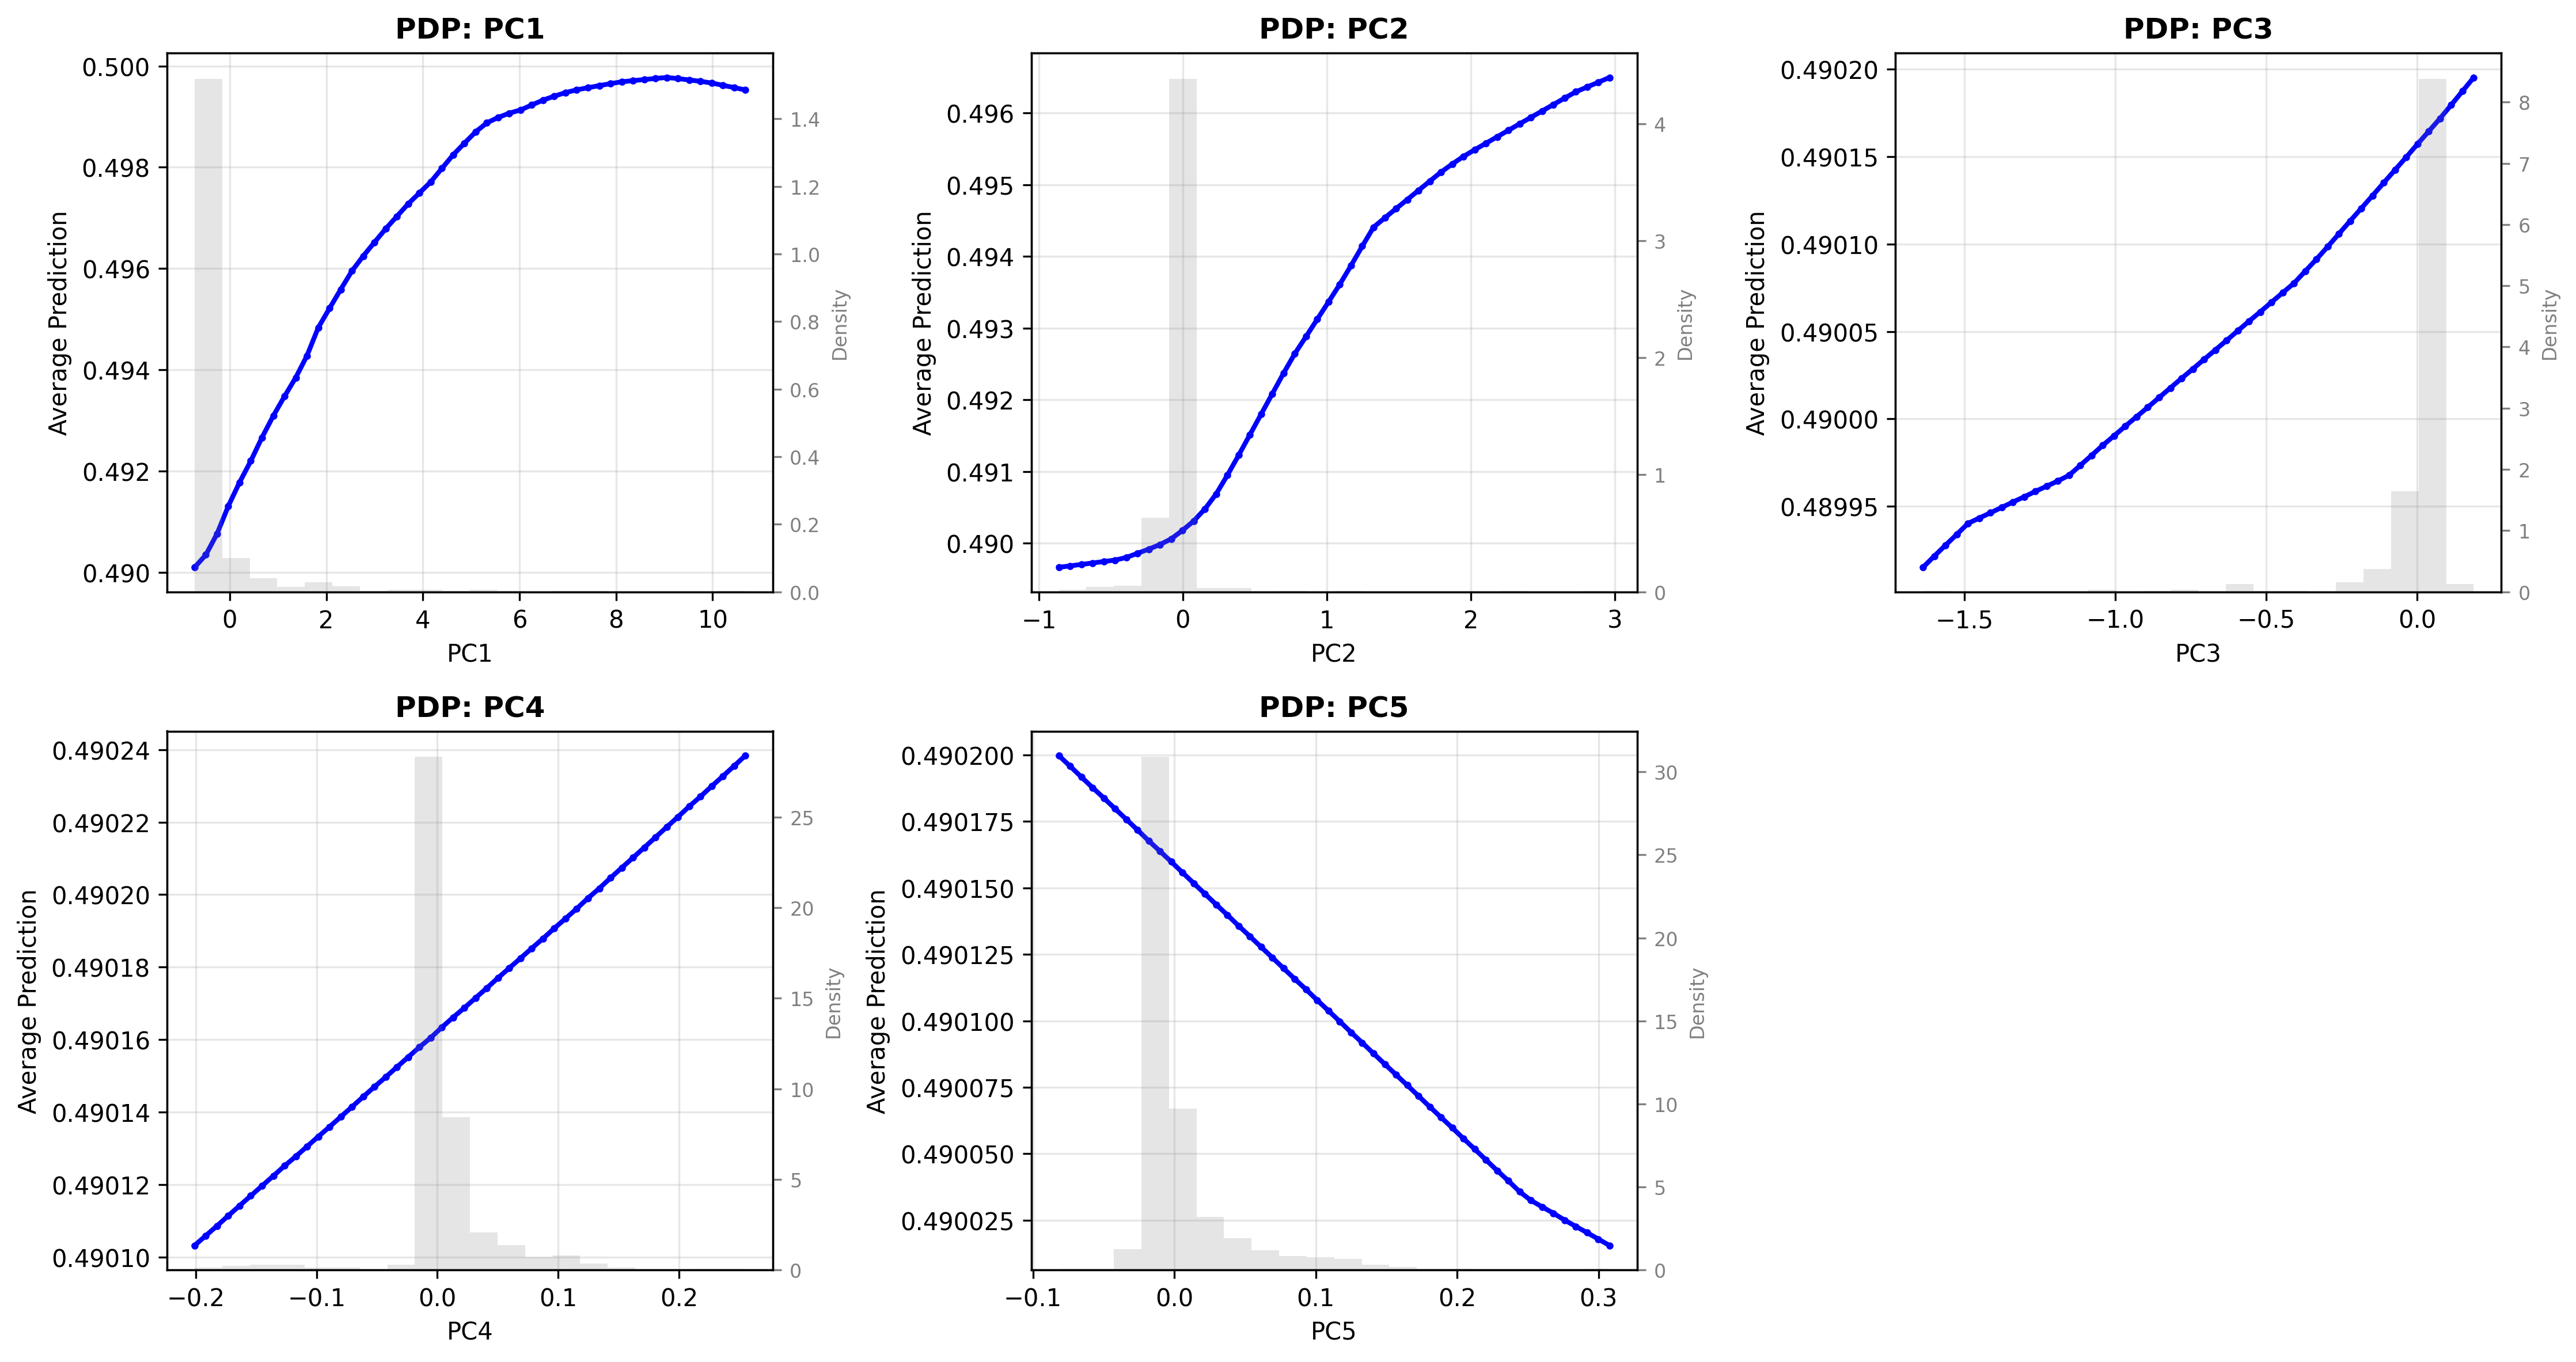 PDP: PC1
0.500
0.498
0.496
0.494
0.492
0.490
Average Prediction
1.4
1.2
1.0
0.8
0.6
0.4
0.2
0.0
Density
0 2 4 6 8 10
PC1
PDP: PC2
0.496
0.495
0.494
0.493
0.492
0.491
0.490
Average Prediction
4
3
2
1
0
Density
−1 0 1 2 3
PC2
PDP: PC3
0.49020
0.49015
0.49010
0.49005
0.49000
0.48995
Average Prediction
8
7
6
5
4
3
2
1
0
Density
−1.5 −1.0 −0.5 0.0
PC3
PDP: PC4
0.49024
0.49022
0.49020
0.49018
0.49016
0.49014
0.49012
0.49010
Average Prediction
25
20
15
10
5
0
Density
−0.2 −0.1 0.0 0.1 0.2
PC4
PDP: PC5
0.490200
0.490175
0.490150
0.490125
0.490100
0.490075
0.490050
0.490025
Average Prediction
30
25
20
15
10
5
0
Density
−0.1 0.0 0.1 0.2 0.3
PC5